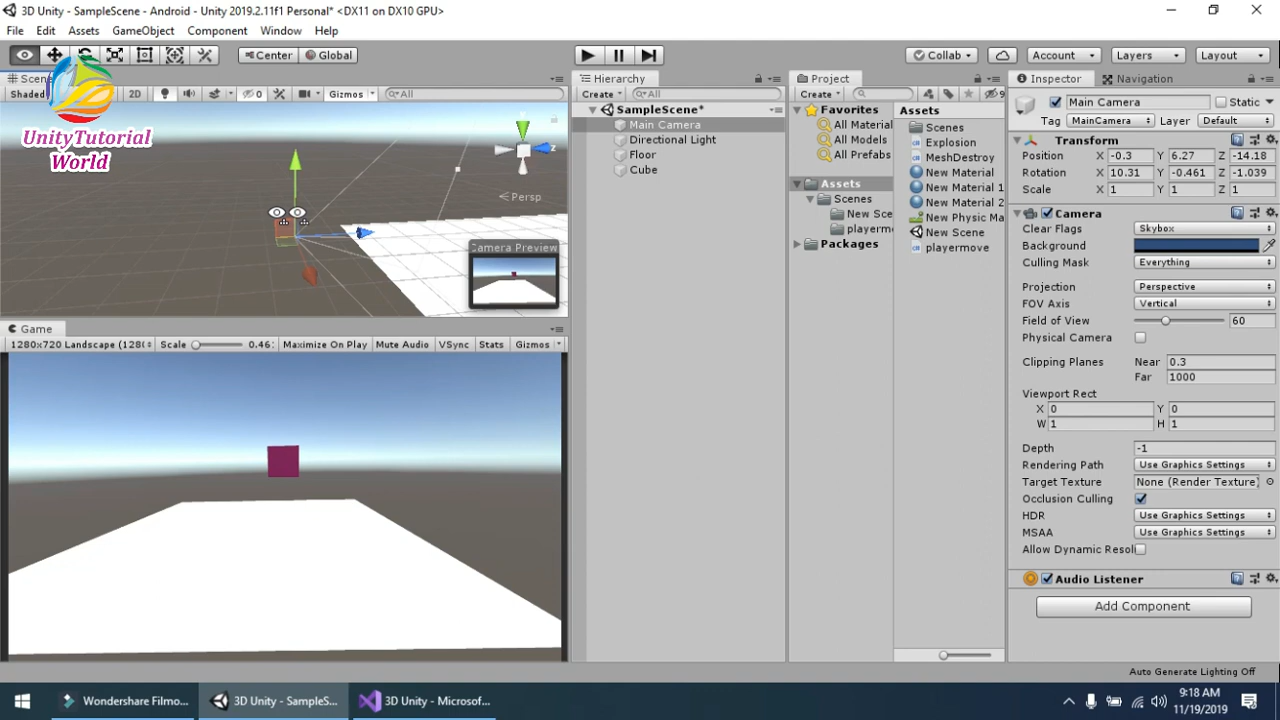 3D Unity - SampleScene - Android - Unity 2019.2.11f1 Personal* <DX11 on DX10 GPU>
File Edit Assets GameObject Component Window Help
Center Global
Collab Account Layers Layout
Scene
Shaded 2D 0 Gizmos All
UnityTutorial
World
Persp
Camera Preview
Game
1280x720 Landscape (128( Scale 0.46 Maximize On Play Mute Audio VSync Stats Gizmos
Hierarchy
Create All
SampleScene*
Main Camera
Directional Light
Floor
Cube
Project
Create 9
Favorites
All Material
All Models
All Prefabs
Assets
Scenes
New Sce
playerm
Packages
Assets
Scenes
Explosion
MeshDestroy
New Material
New Material 1
New Material 2
New Physic Ma
New Scene
playermove
Inspector Navigation
Main Camera Static
Tag MainCamera Layer Default
Transform
Position X -0.3 Y 6.27 Z -14.18
Rotation X 10.31 Y -0.461 Z -1.039
Scale X 1 Y 1 Z 1
Camera
Clear Flags Skybox
Background
Culling Mask Everything
Projection Perspective
FOV Axis Vertical
Field of View 60
Physical Camera
Clipping Planes Near 0.3
Far 1000
Viewport Rect
X 0 Y 0
W 1 H 1
Depth -1
Rendering Path Use Graphics Settings
Target Texture None (Render Texture)
Occlusion Culling
HDR Use Graphics Settings
MSAA Use Graphics Settings
Allow Dynamic Resol
Audio Listener
Add Component
Auto Generate Lighting Off
Wondershare Filmo... 3D Unity - SampleS... 3D Unity - Microsof...
9:18 AM
11/19/2019